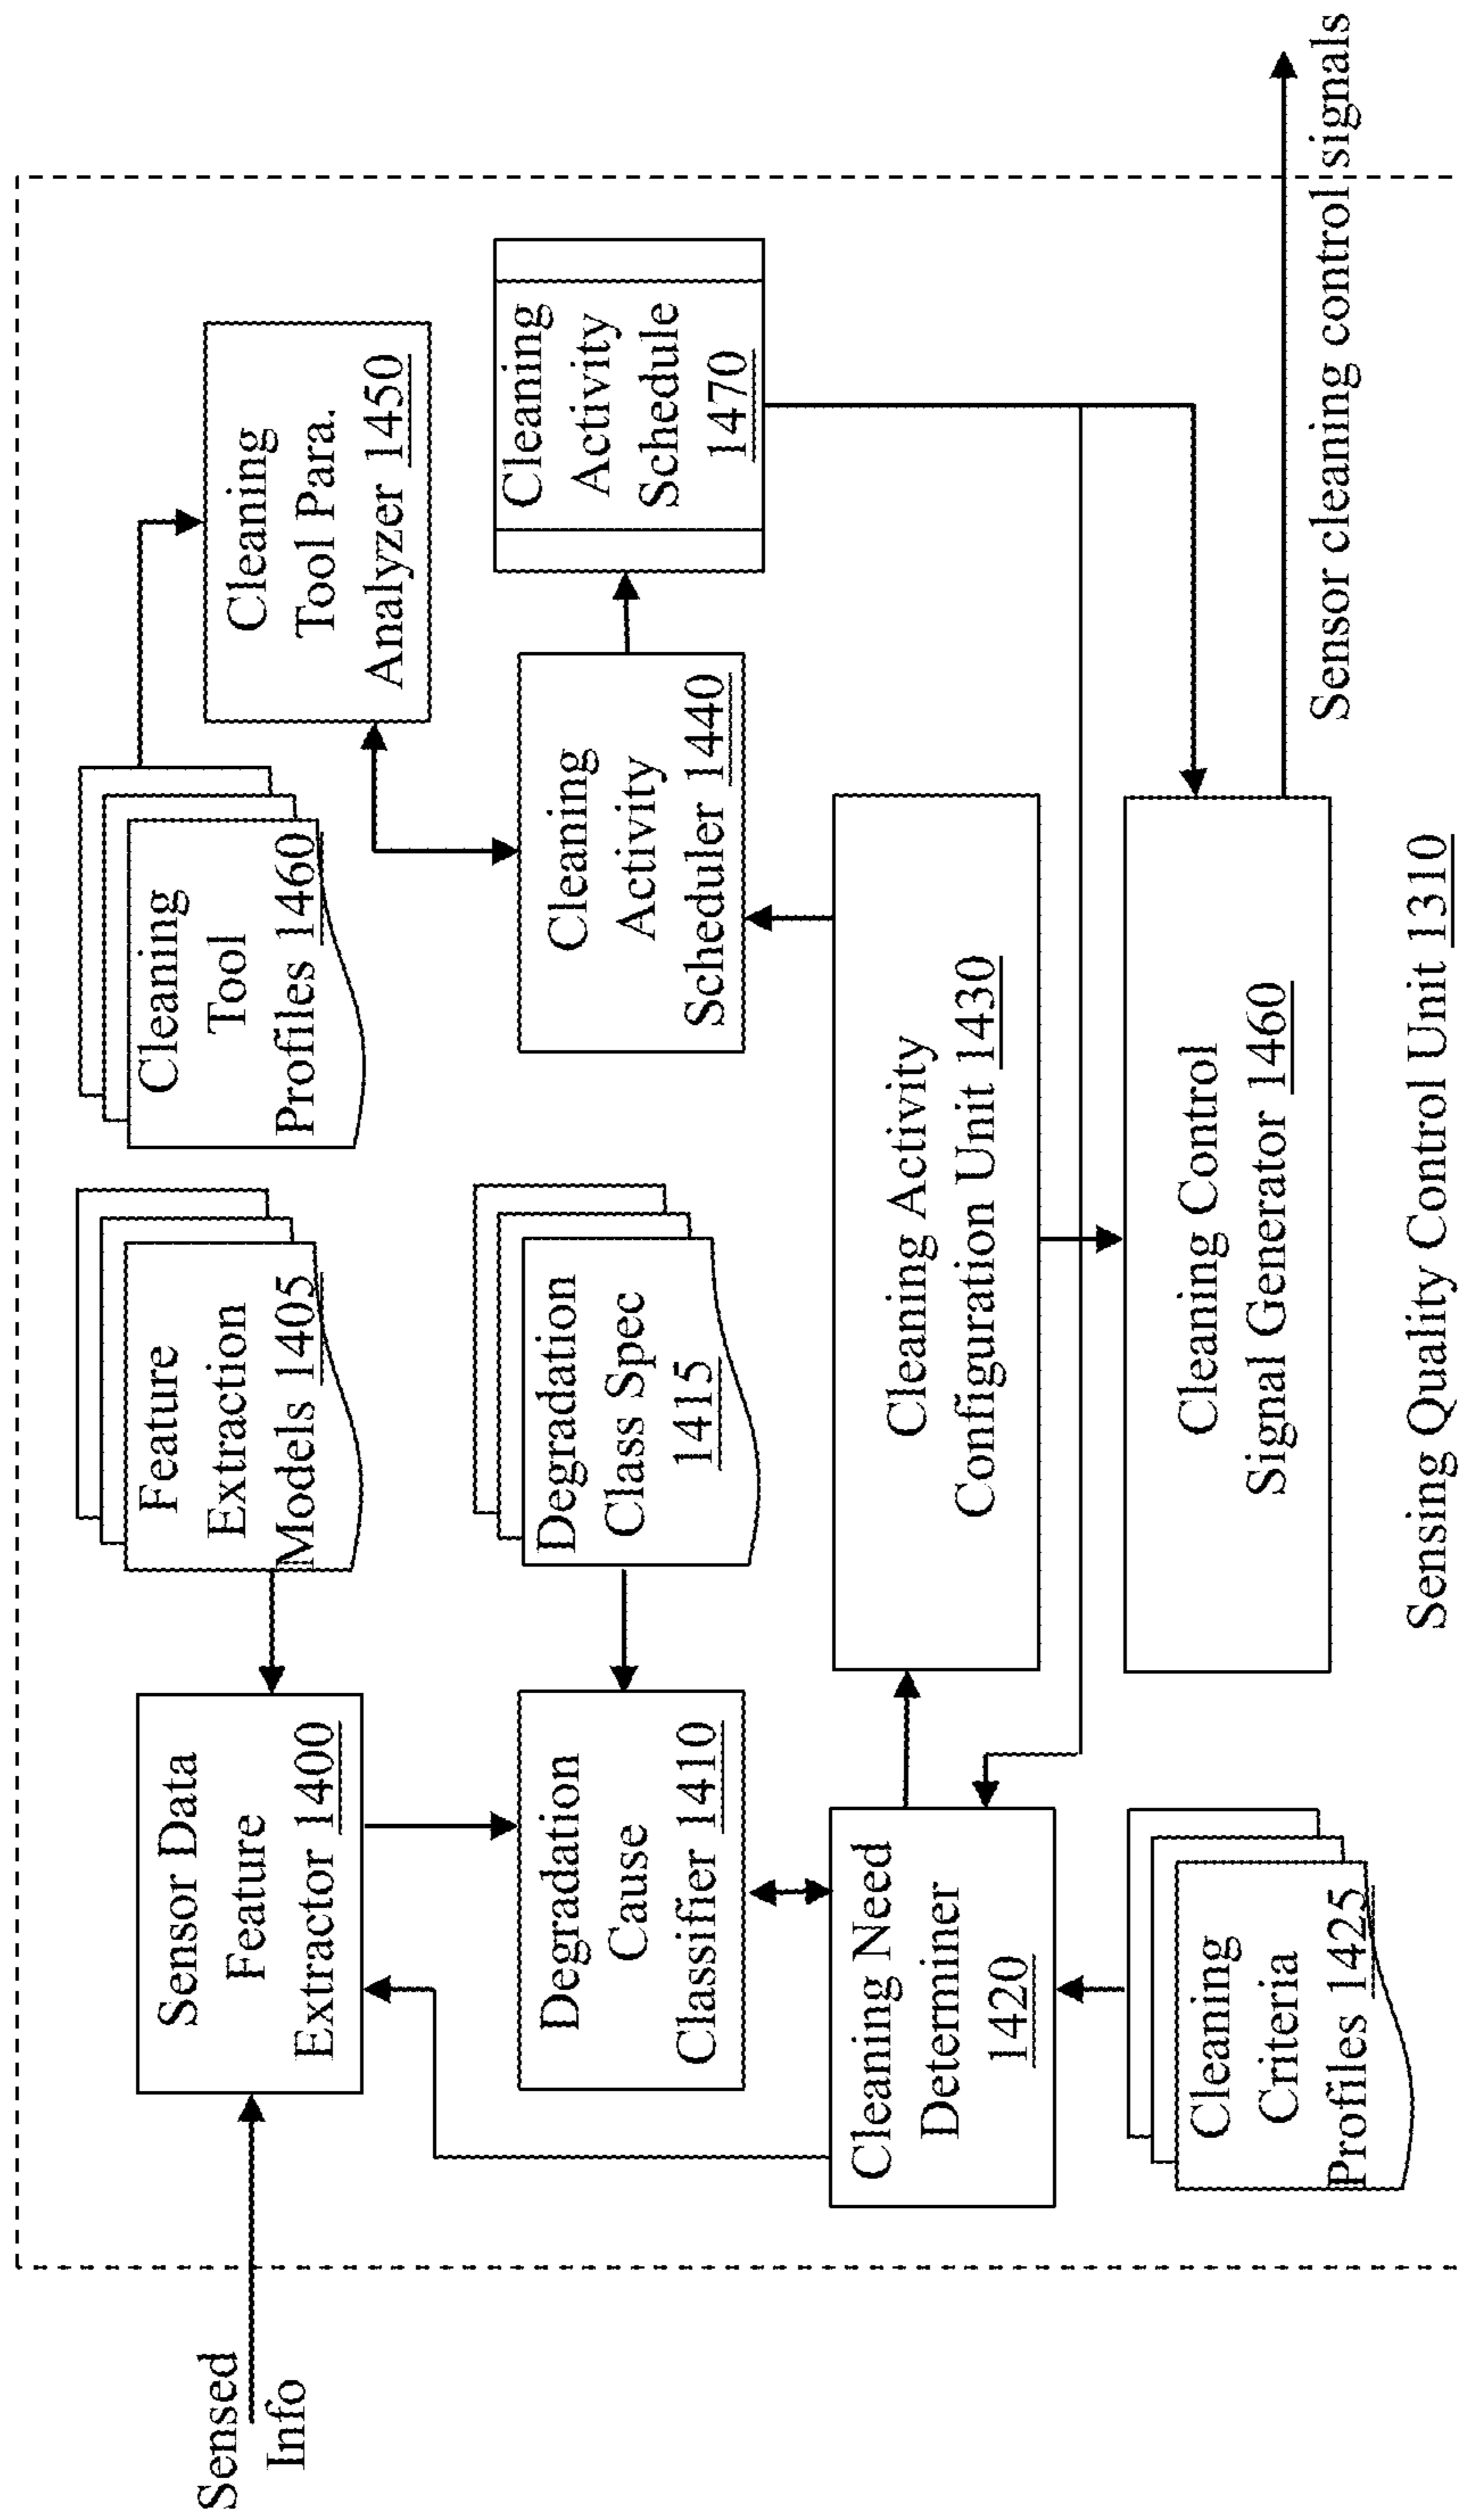 Sensed
Info
Sensor Data
Feature
Extractor 1400
Feature
Extraction
Models 1405
Cleaning
Tool
Profiles 1460
Cleaning
Tool Para.
Analyzer 1450
Degradation
Cause
Classifier 1410
Degradation
Class Spec
1415
Cleaning
Activity
Scheduler 1440
Cleaning
Activity
Schedule
1470
Cleaning Need
Determiner
1420
Cleaning Activity
Configuration Unit 1430
Cleaning
Criteria
Profiles 1425
Cleaning Control
Signal Generator 1460
Sensor cleaning control signals
Sensing Quality Control Unit 1310